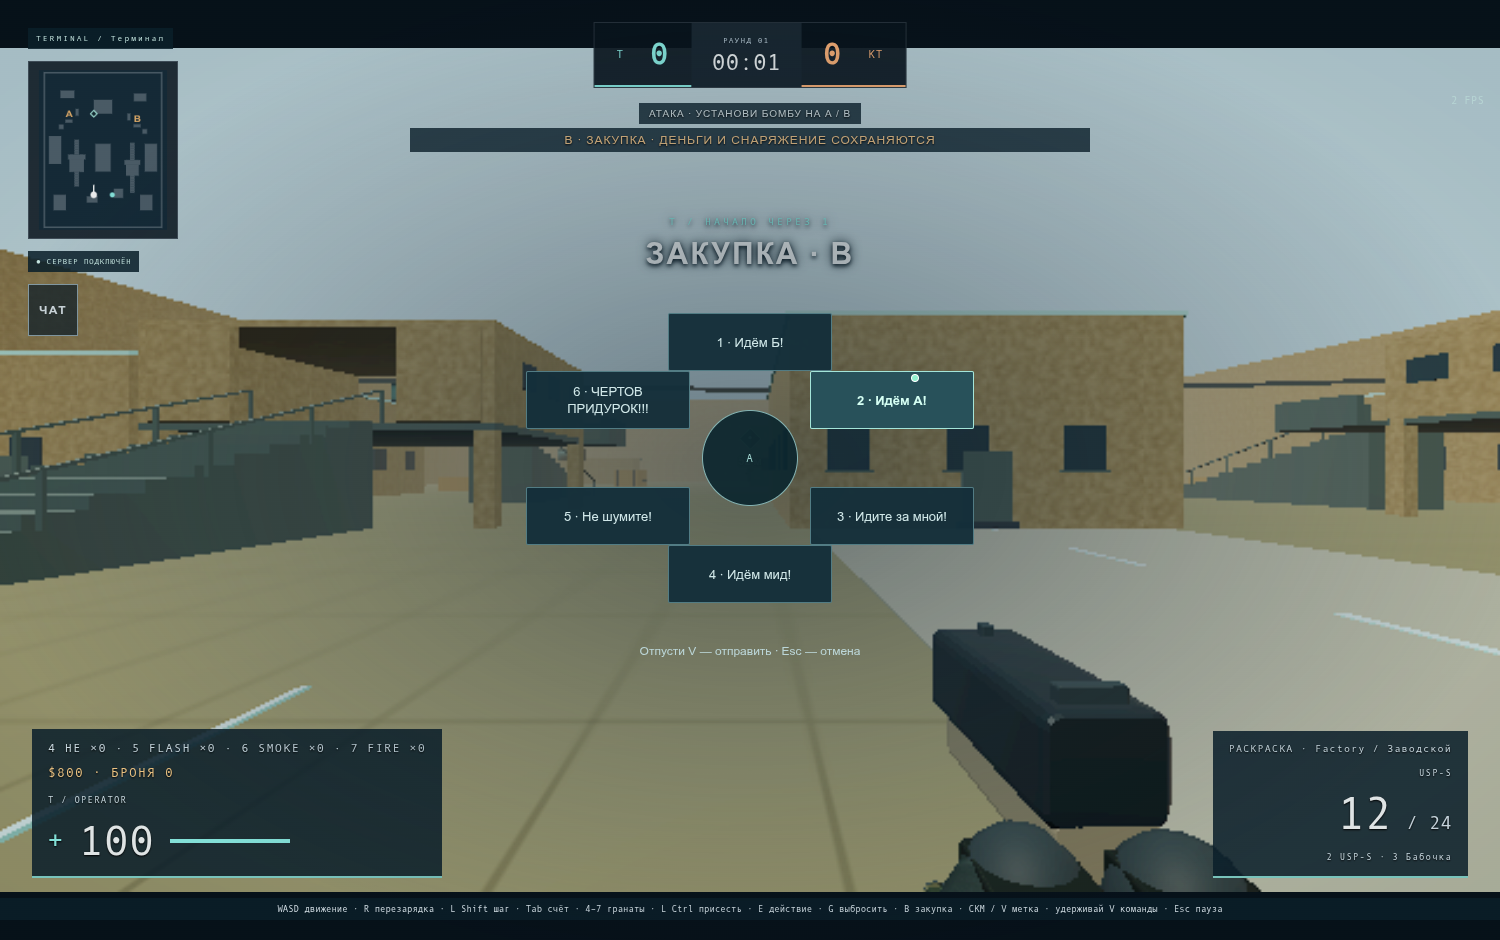 TERMINAL / Терминал
T 0
РАУНД 01
00:01
0 КТ
АТАКА · УСТАНОВИ БОМБУ НА A / B
B · ЗАКУПКА · ДЕНЬГИ И СНАРЯЖЕНИЕ СОХРАНЯЮТСЯ
2 FPS
A
B
T / НАЧАЛО ЧЕРЕЗ 1
ЗАКУПКА · B
● СЕРВЕР ПОДКЛЮЧЁН
ЧАТ
1 · Идём Б!
6 · ЧЕРТОВ
ПРИДУРОК!!!
2 · Идём А!
А
5 · Не шумите!
3 · Идите за мной!
4 · Идём мид!
Отпусти V — отправить · Esc — отмена
4 HE ×0 · 5 FLASH ×0 · 6 SMOKE ×0 · 7 FIRE ×0
$800 · БРОНЯ 0
T / OPERATOR
+ 100
РАСКРАСКА · Factory / Заводской
USP-S
12 / 24
2 USP-S · 3 Бабочка
WASD движение · R перезарядка · L Shift шаг · Tab счёт · 4–7 гранаты · L Ctrl присесть · E действие · G выбросить · B закупка · СКМ / V метка · удерживай V команды · Esc пауза